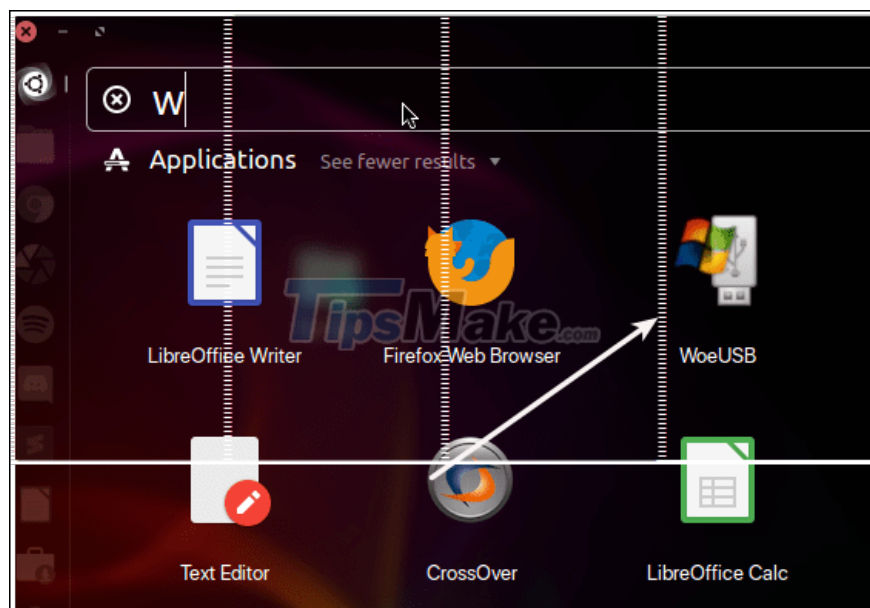 W
Applications See fewer results
TipsMake.com
LibreOffice Writer Firefox Web Browser WoeUSB
Text Editor CrossOver LibreOffice Calc